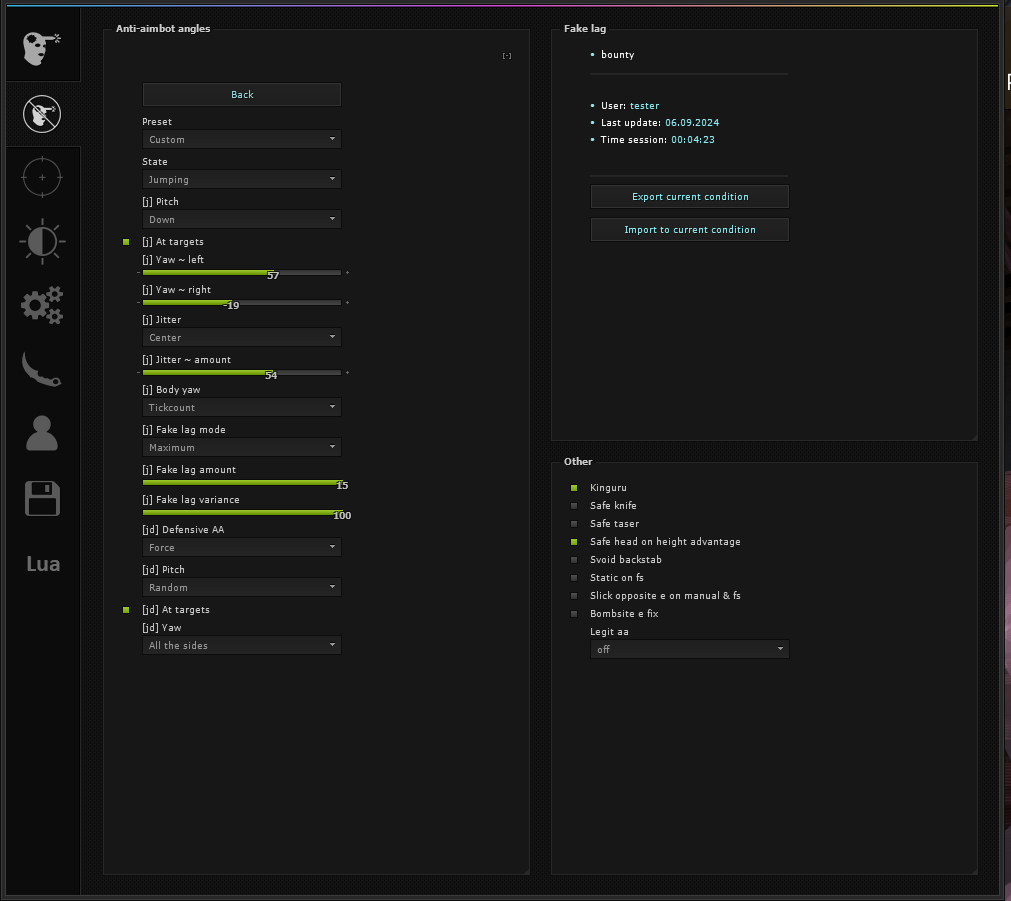 Anti-aimbot angles
[-]
Back
Preset
Custom
State
Jumping
[j] Pitch
Down
[j] At targets
[j] Yaw ~ left
57
[j] Yaw ~ right
-19
[j] Jitter
Center
[j] Jitter ~ amount
54
[j] Body yaw
Tickcount
[j] Fake lag mode
Maximum
[j] Fake lag amount
15
[j] Fake lag variance
100
[jd] Defensive AA
Force
[jd] Pitch
Random
[jd] At targets
[jd] Yaw
All the sides
Lua
Fake lag
• bounty
• User: tester
• Last update: 06.09.2024
• Time session: 00:04:23
Export current condition
Import to current condition
Other
Kinguru
Safe knife
Safe taser
Safe head on height advantage
Svoid backstab
Static on fs
Slick opposite e on manual & fs
Bombsite e fix
Legit aa
off